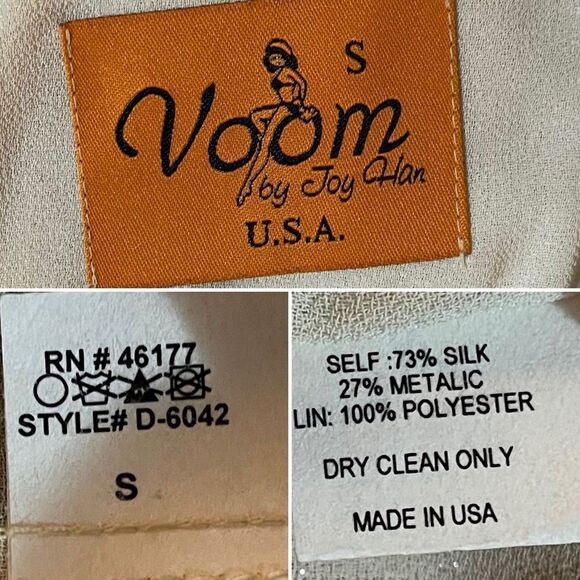 S
Voom
by Joy Han
U.S.A.
RN # 46177
STYLE# D-6042
S
SELF :73% SILK
27% METALIC
LIN: 100% POLYESTER
DRY CLEAN ONLY
MADE IN USA